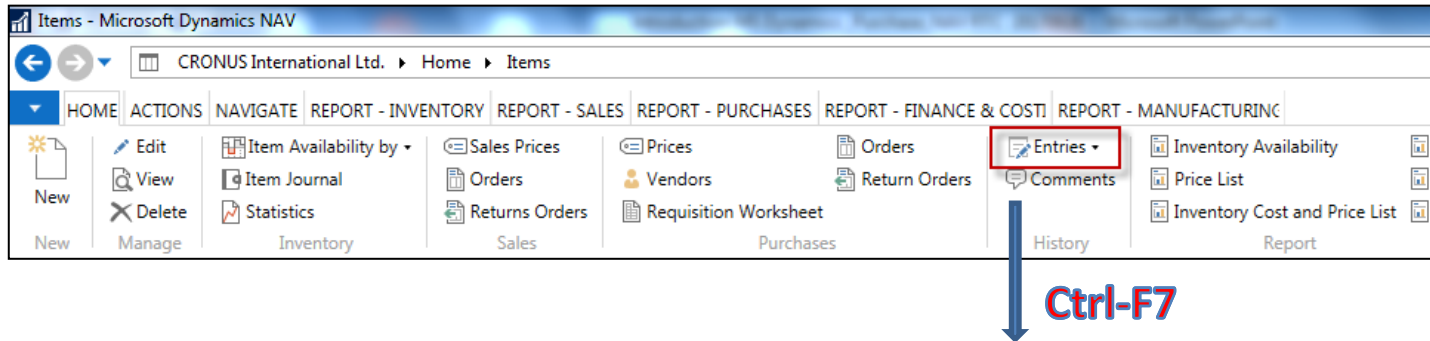 Items - Microsoft Dynamics NAV
CRONUS International Ltd. ▸ Home ▸ Items
HOME ACTIONS NAVIGATE REPORT - INVENTORY REPORT - SALES REPORT - PURCHASES REPORT - FINANCE & COSTI REPORT - MANUFACTURING
Edit Item Availability by Sales Prices Prices Orders Entries Inventory Availability
New View Item Journal Orders Vendors Return Orders Comments Price List
Delete Statistics Returns Orders Requisition Worksheet Inventory Cost and Price List
New Manage Inventory Sales Purchases History Report
Ctrl-F7